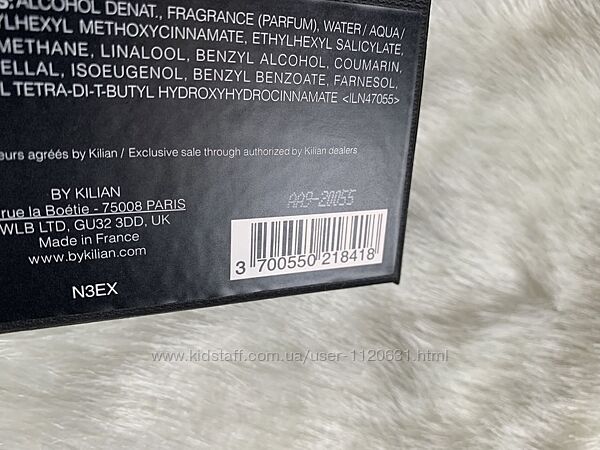 S: ALCOHOL DENAT., FRAGRANCE (PARFUM), WATER / AQUA /
YLHEXYL METHOXYCINNAMATE, ETHYLHEXYL SALICYLATE,
METHANE, LINALOOL, BENZYL ALCOHOL, COUMARIN,
ELLAL, ISOEUGENOL, BENZYL BENZOATE, FARNESOL,
L TETRA-DI-T-BUTYL HYDROXYHYDROCINNAMATE <ILN47055>
eurs agréés by Kilian / Exclusive sale through authorized by Kilian dealers
BY KILIAN
rue la Boétie - 75008 PARIS
WLB LTD, GU32 3DD, UK
Made in France
www.bykilian.com
N3EX
AA9-20055
3 700550 218418
www.kidstaff.com.ua/user-1120631.html